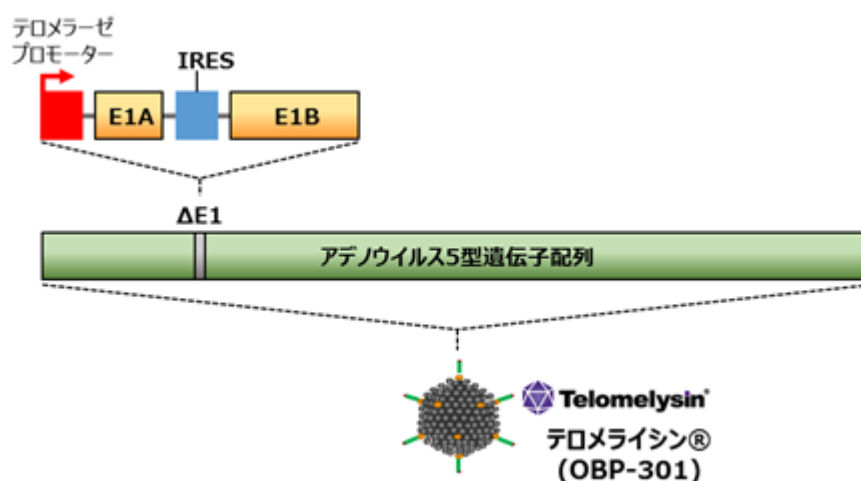 テロメラーゼ
プロモーター
IRES
E1A
E1B
ΔE1
アデノウイルス5型遺伝子配列
Telomelysin®
テロメライシン®
(OBP-301)